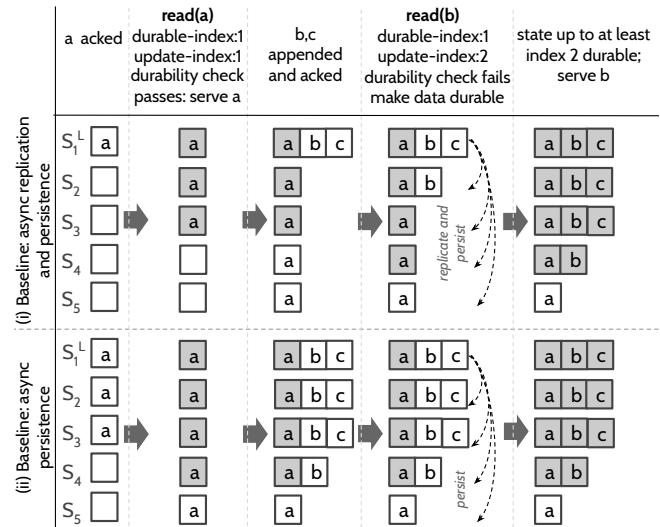 a acked
read(a)
durable-index:1
update-index:1
durability check
passes: serve a
b,c
appended
and acked
read(b)
durable-index:1
update-index:2
durability check fails
make data durable
state up to at least
index 2 durable;
serve b
(i) Baseline: async replication
and persistence
S1L a a a b c a b c a b c
S2 a a a b a b c
S3 a a a a b c
S4 a a a b
S5 a a a
replicate and
persist
(ii) Baseline: async
persistence
S1L a a a b c a b c a b c
S2 a a a b c a b c a b c
S3 a a a b c a b c a b c
S4 a a b a b a b
S5 a a a a
persist